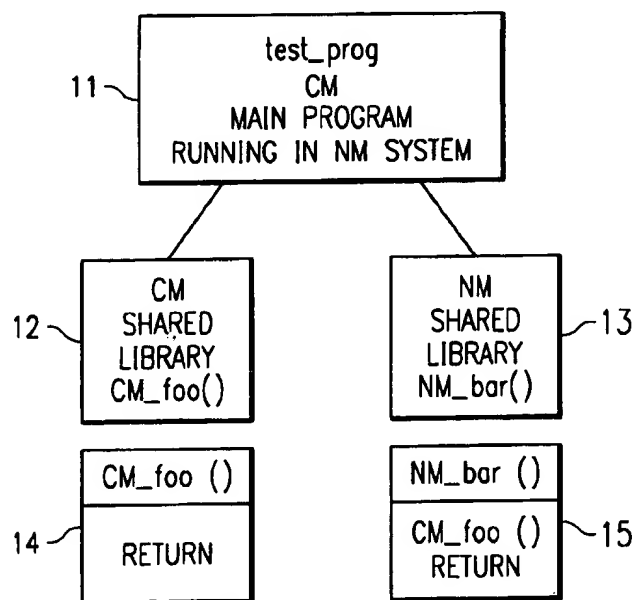 11
test_prog
CM
MAIN PROGRAM
RUNNING IN NM SYSTEM
12
CM
SHARED
LIBRARY
CM_foo()
NM
SHARED
LIBRARY
NM_bar()
13
14
CM_foo ()
RETURN
NM_bar ()
CM_foo ()
RETURN
15